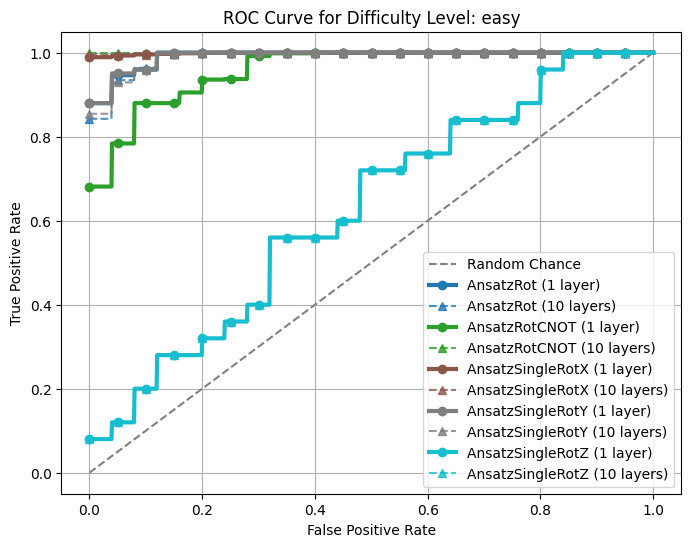 ROC Curve for Difficulty Level: easy
True Positive Rate
1.0
0.8
0.6
0.4
0.2
0.0
Random Chance
AnsatzRot (1 layer)
AnsatzRot (10 layers)
AnsatzRotCNOT (1 layer)
AnsatzRotCNOT (10 layers)
AnsatzSingleRotX (1 layer)
AnsatzSingleRotX (10 layers)
AnsatzSingleRotY (1 layer)
AnsatzSingleRotY (10 layers)
AnsatzSingleRotZ (1 layer)
AnsatzSingleRotZ (10 layers)
0.0 0.2 0.4 0.6 0.8 1.0
False Positive Rate